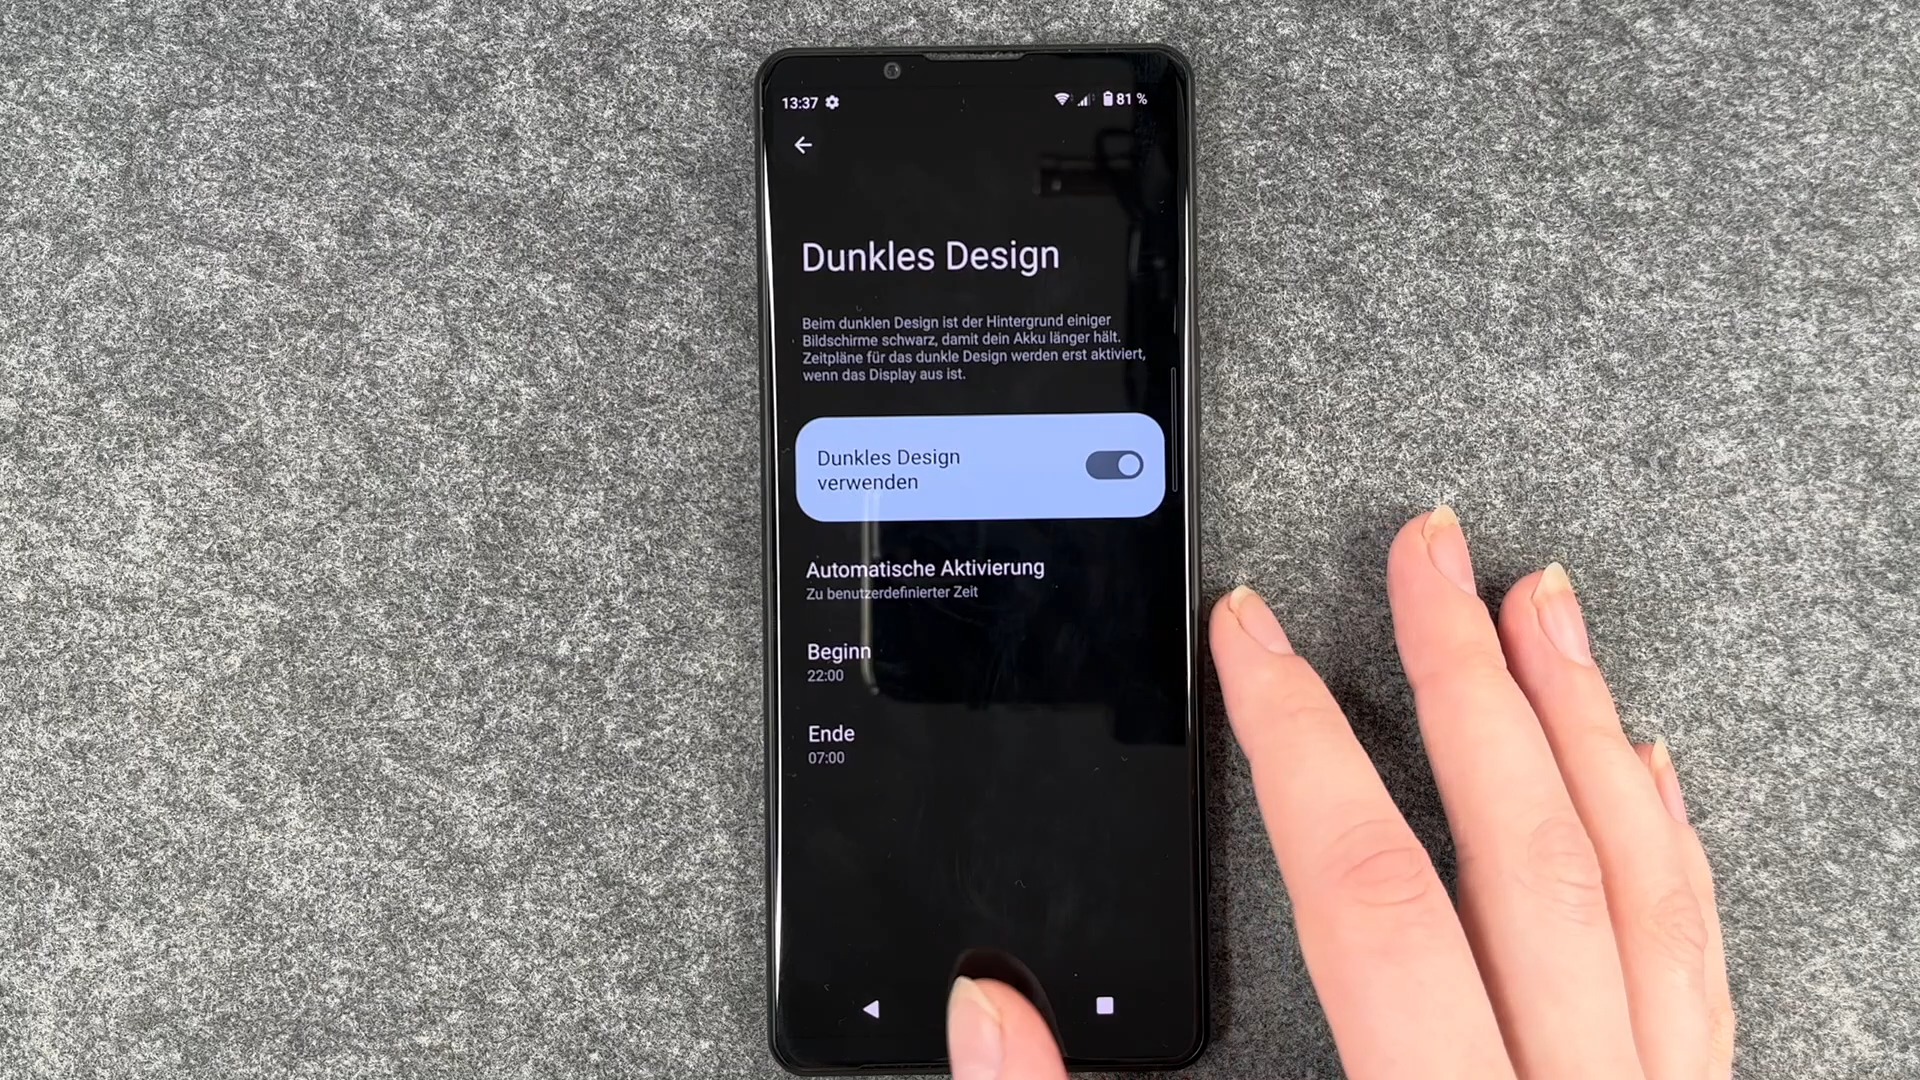 13:37 81 %
Dunkles Design
Beim dunklen Design ist der Hintergrund einiger
Bildschirme schwarz, damit dein Akku länger hält.
Zeitpläne für das dunkle Design werden erst aktiviert,
wenn das Display aus ist.
Dunkles Design
verwenden
Automatische Aktivierung
Zu benutzerdefinierter Zeit
Beginn
22:00
Ende
07:00